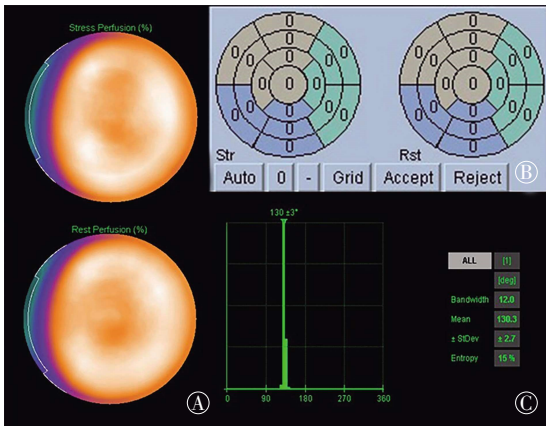 Stress Perfusion (%)
0 0
0 0
0 0 0 0 0 0 0 0
0 0
0 0 0 0 0 0
0 0 0 0 0 0 0 0
0 0
0 0
0 0
Str Rst
Auto 0 - Grid Accept Reject
B
Rest Perfusion (%)
A
130 ±3°
0 90 180 270 360
ALL [1]
[deg]
Bandwidth 12.0
Mean 130.3
± StDev ± 2.7
Entropy 15 %
C